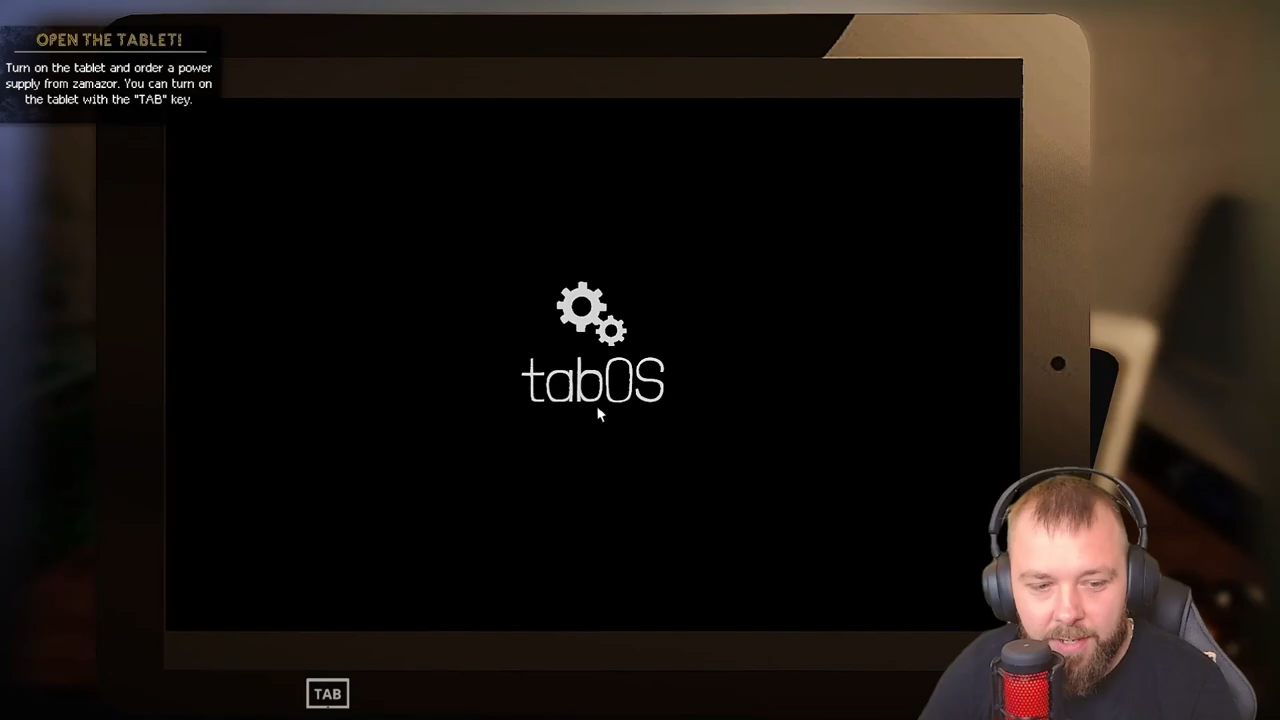 OPEN THE TABLET!
Turn on the tablet and order a power
supply from zamazor. You can turn on
the tablet with the "TAB" key.
tabOS
TAB